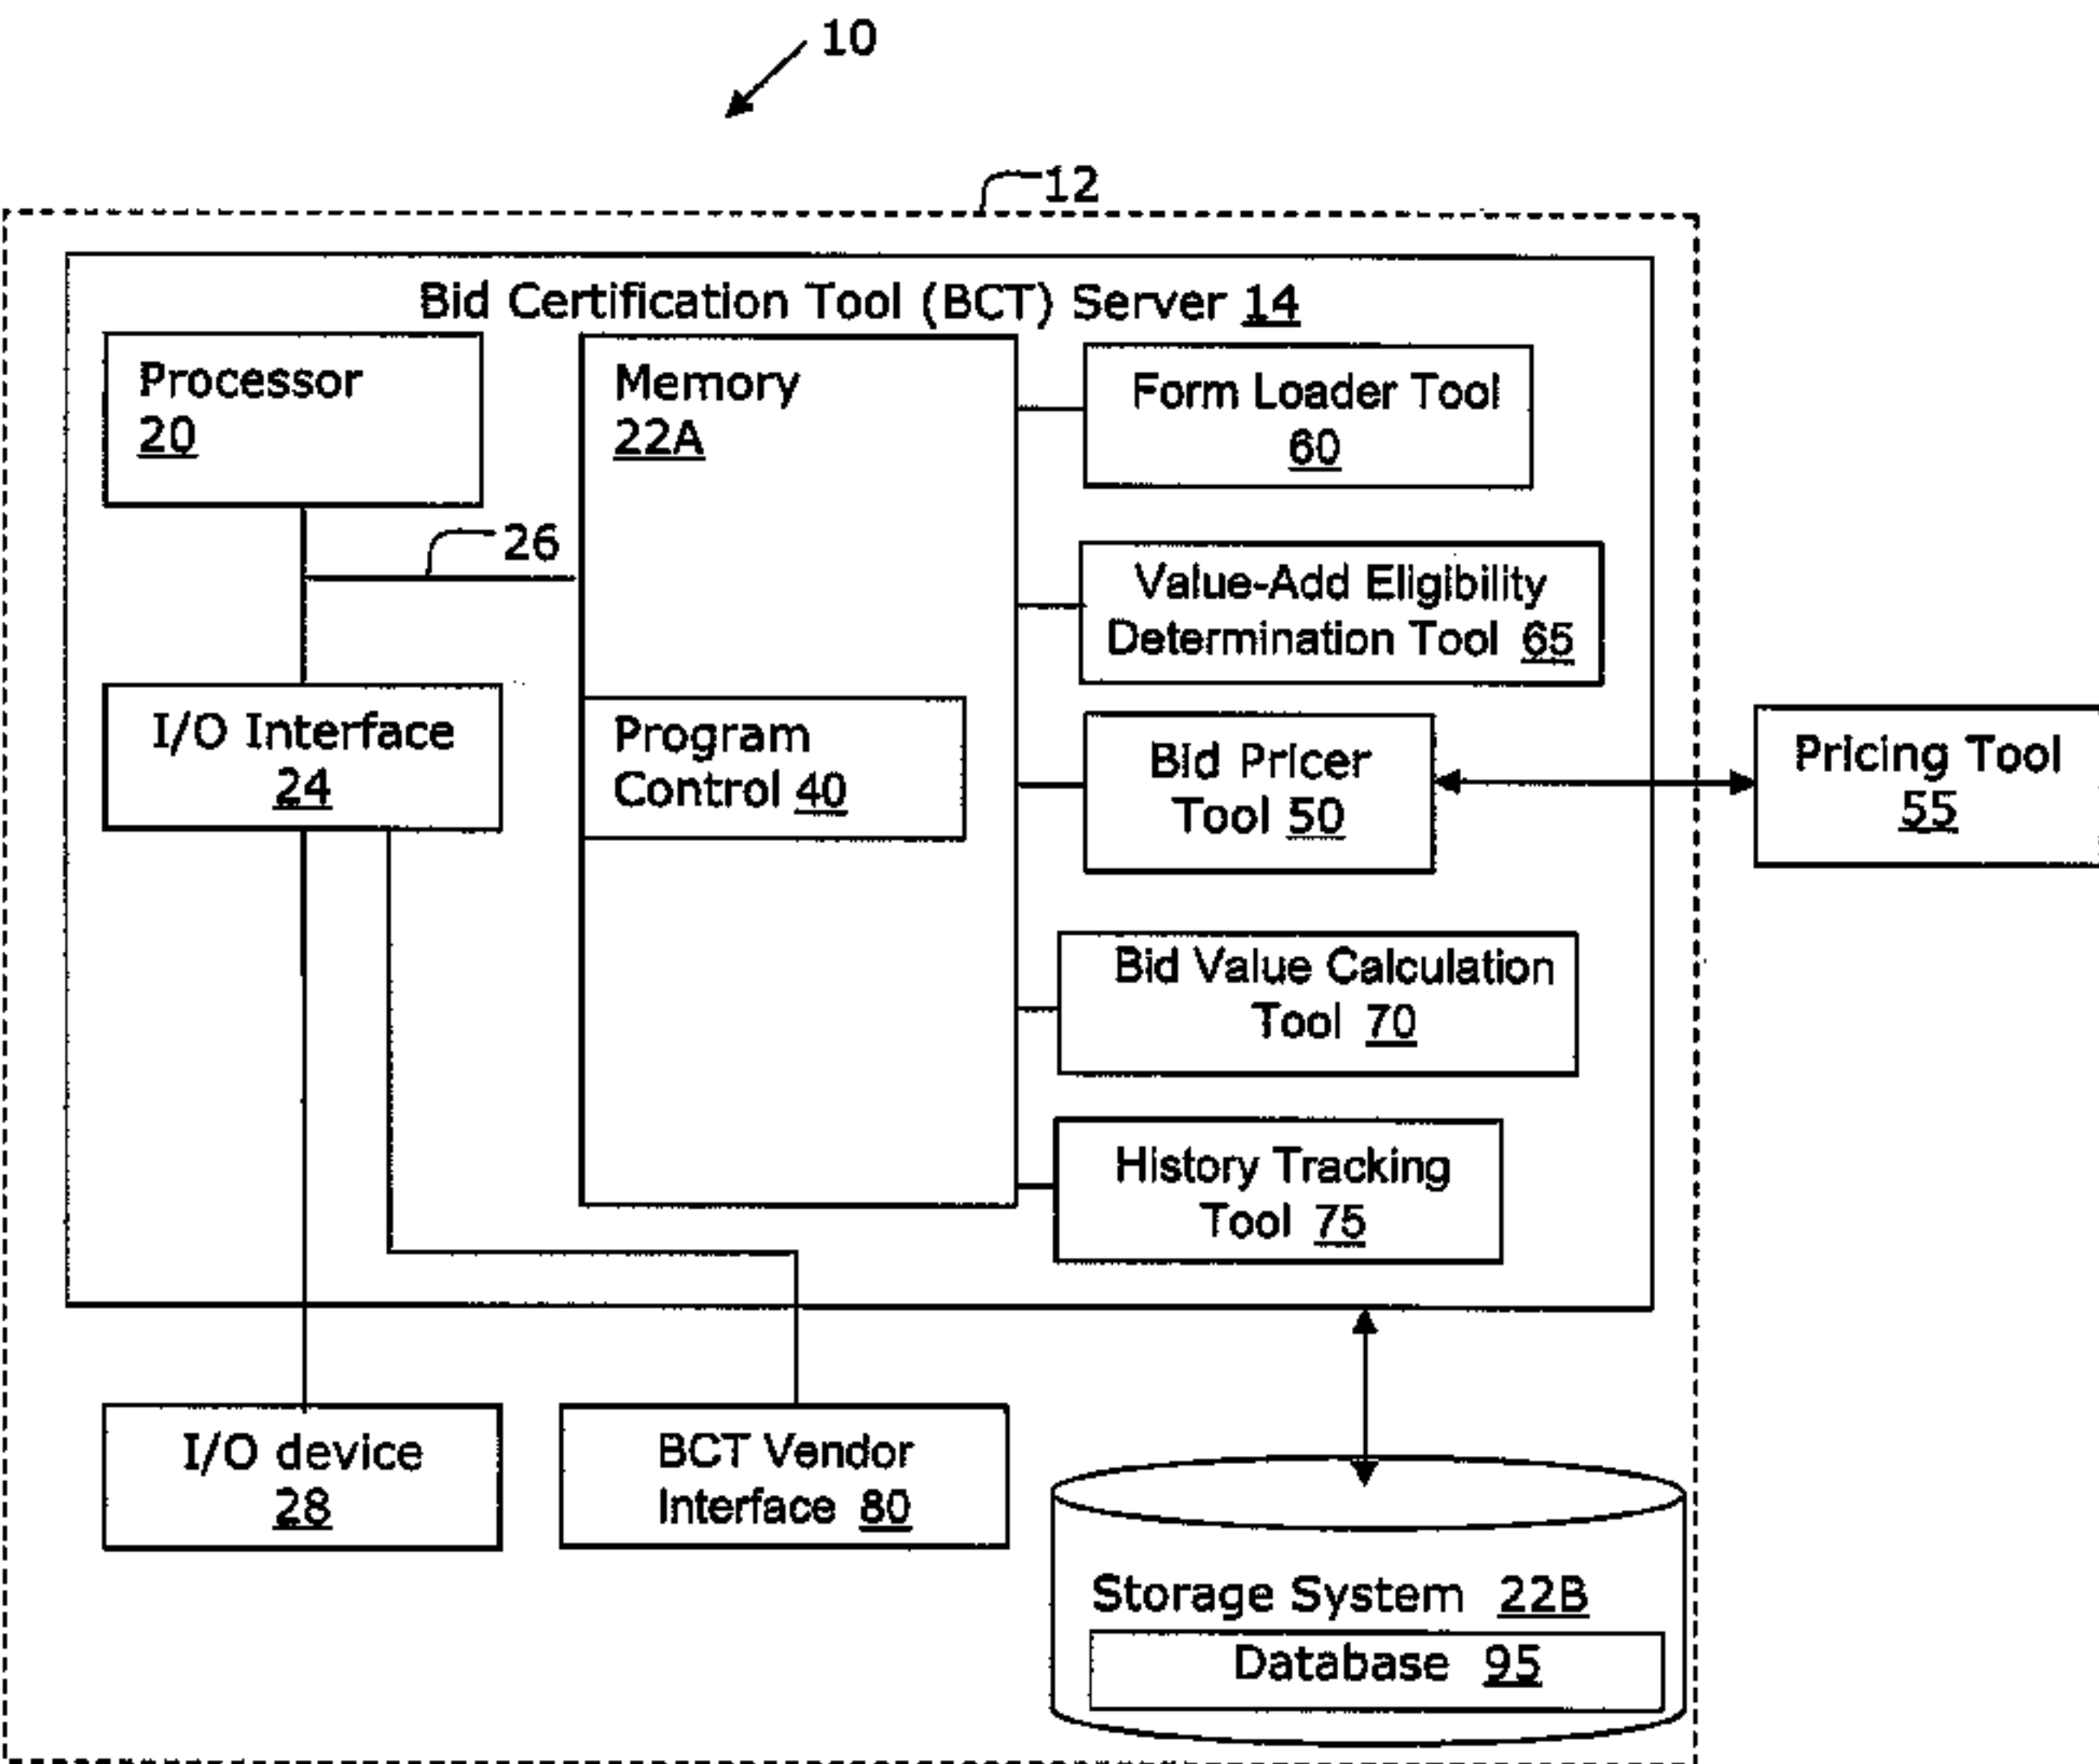 10
12
Bid Certification Tool (BCT) Server 14
Processor
20
Memory
22A
Form Loader Tool
60
26
Value-Add Eligibility
Determination Tool 65
I/O Interface
24
Program
Control 40
Bid Pricer
Tool 50
Pricing Tool
55
Bid Value Calculation
Tool 70
History Tracking
Tool 75
I/O device
28
BCT Vendor
Interface 80
Storage System 22B
Database 95